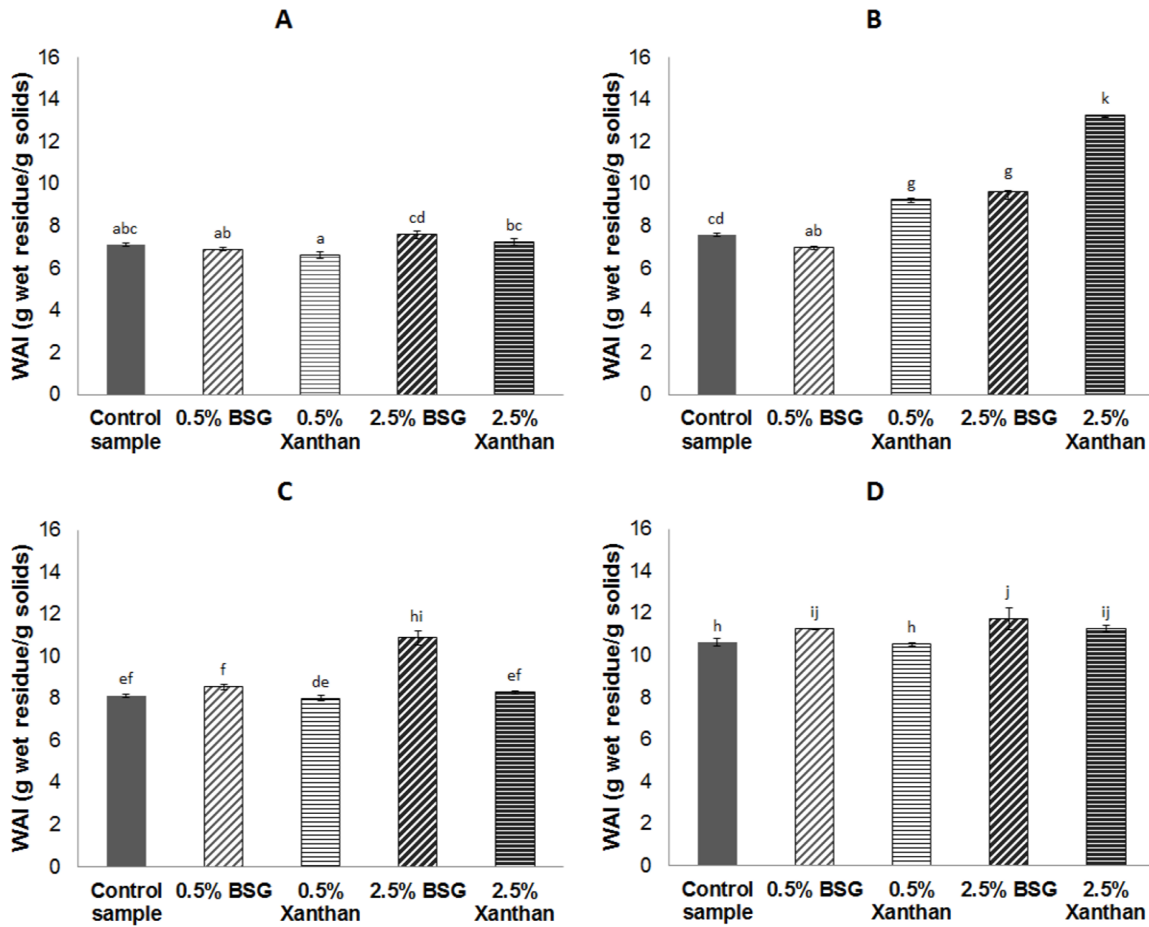 A
WAI (g wet residue/g solids)
16
14
12
10
8
6
4
2
0
abc
ab
a
cd
bc
Control sample
0.5% BSG
0.5% Xanthan
2.5% BSG
2.5% Xanthan
B
WAI (g wet residue/g solids)
16
14
12
10
8
6
4
2
0
cd
ab
g
g
k
Control sample
0.5% BSG
0.5% Xanthan
2.5% BSG
2.5% Xanthan
C
WAI (g wet residue/g solids)
16
14
12
10
8
6
4
2
0
ef
f
de
hi
ef
Control sample
0.5% BSG
0.5% Xanthan
2.5% BSG
2.5% Xanthan
D
WAI (g wet residue/g solids)
16
14
12
10
8
6
4
2
0
h
ij
h
j
ij
Control sample
0.5% BSG
0.5% Xanthan
2.5% BSG
2.5% Xanthan